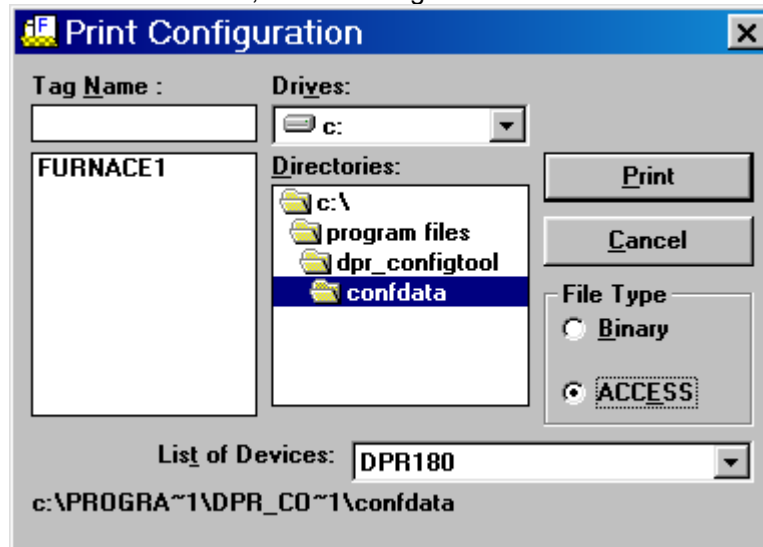 Print Configuration
Tag Name :
Drives:
c:
FURNACE1
Directories:
c:\
program files
dpr_configtool
confdata
Print
Cancel
File Type
Binary
ACCESS
List of Devices:
DPR180
c:\PROGRA~1\DPR_CO~1\confdata